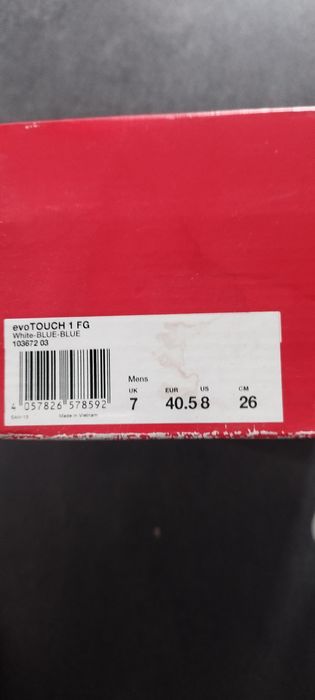 evoTOUCH 1 FG
White-BLUE-BLUE
103672 03
4 057826 578592
Made in Vietnam
Mens
UK EUR US CM
7 40.5 8 26